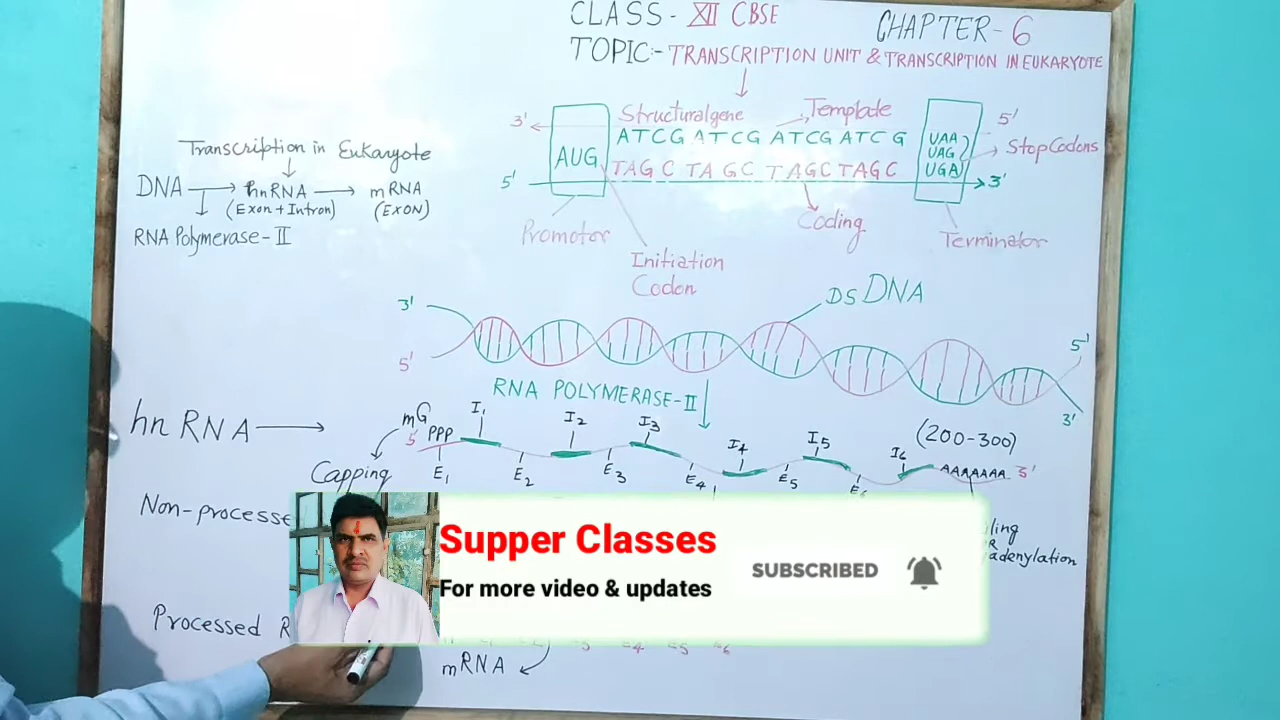 CLASS- XII CBSE
CHAPTER-6
TOPIC:- TRANSCRIPTION UNIT & TRANSCRIPTION IN EUKARYOTE
Structuralgene
Template
3'
5'
ATCG ATCG ATCG ATCG
AUG
UAA
UAG
UGA
Stop Codons
TAGC TAGC TAGC TAGC
5'
3'
Promotor
Coding
Terminator
Initiation
Codon
Transcription in Eukaryote
DNA → hnRNA → mRNA
(Exon+Intron) (EXON)
RNA Polymerase-II
DS DNA
3'
5'
5'
3'
RNA POLYMERASE-II
hnRNA →
mG
5' PPP
I1 I2 I3 I4 I5 I6
(200-300)
AAAAAAA 3'
E1 E2 E3 E4 E5 E6
Capping
Non-processe
ling
adenylation
Supper Classes
For more video & updates
SUBSCRIBED
Processed R
mRNA